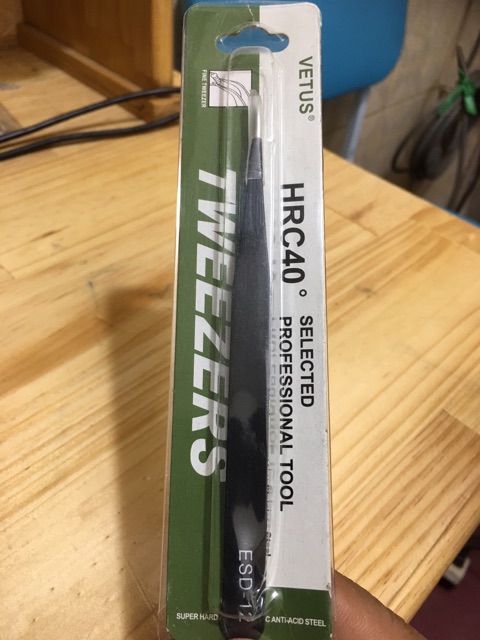 VETUS®
HRC40°
SELECTED
PROFESSIONAL TOOL
FINE TWEEZER
TWEEZERS
ESD-12
SUPER HARD
C ANTI-ACID STEEL